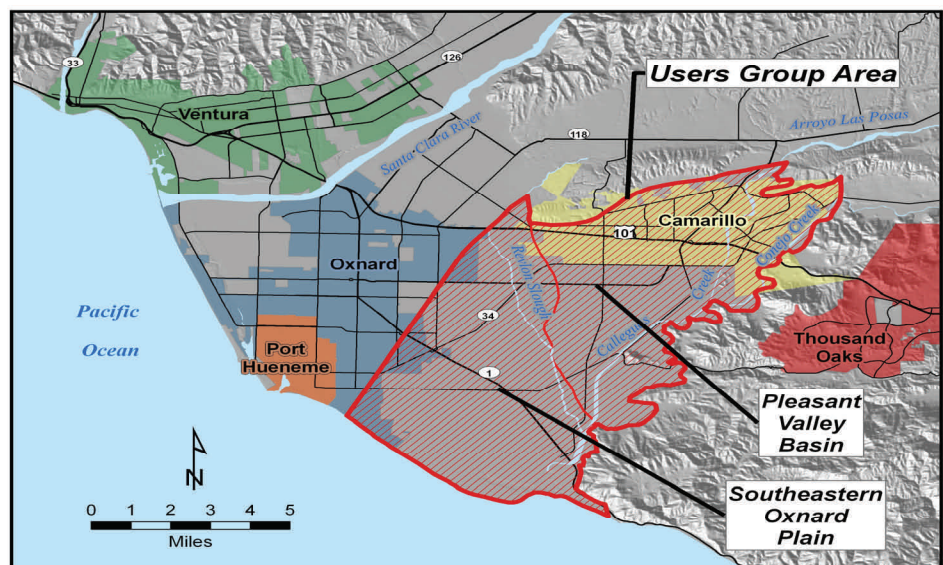 33
126
Ventura
Santa Clara River
118
Users Group Area
Arroyo Las Posas
Camarillo
101
Conejo Creek
Oxnard
Revlon Slough
Creek
Calleguas
34
Pacific
Ocean
Port
Hueneme
1
Thousand
Oaks
Pleasant
Valley
Basin
Southeastern
Oxnard
Plain
N
0 1 2 3 4 5
Miles